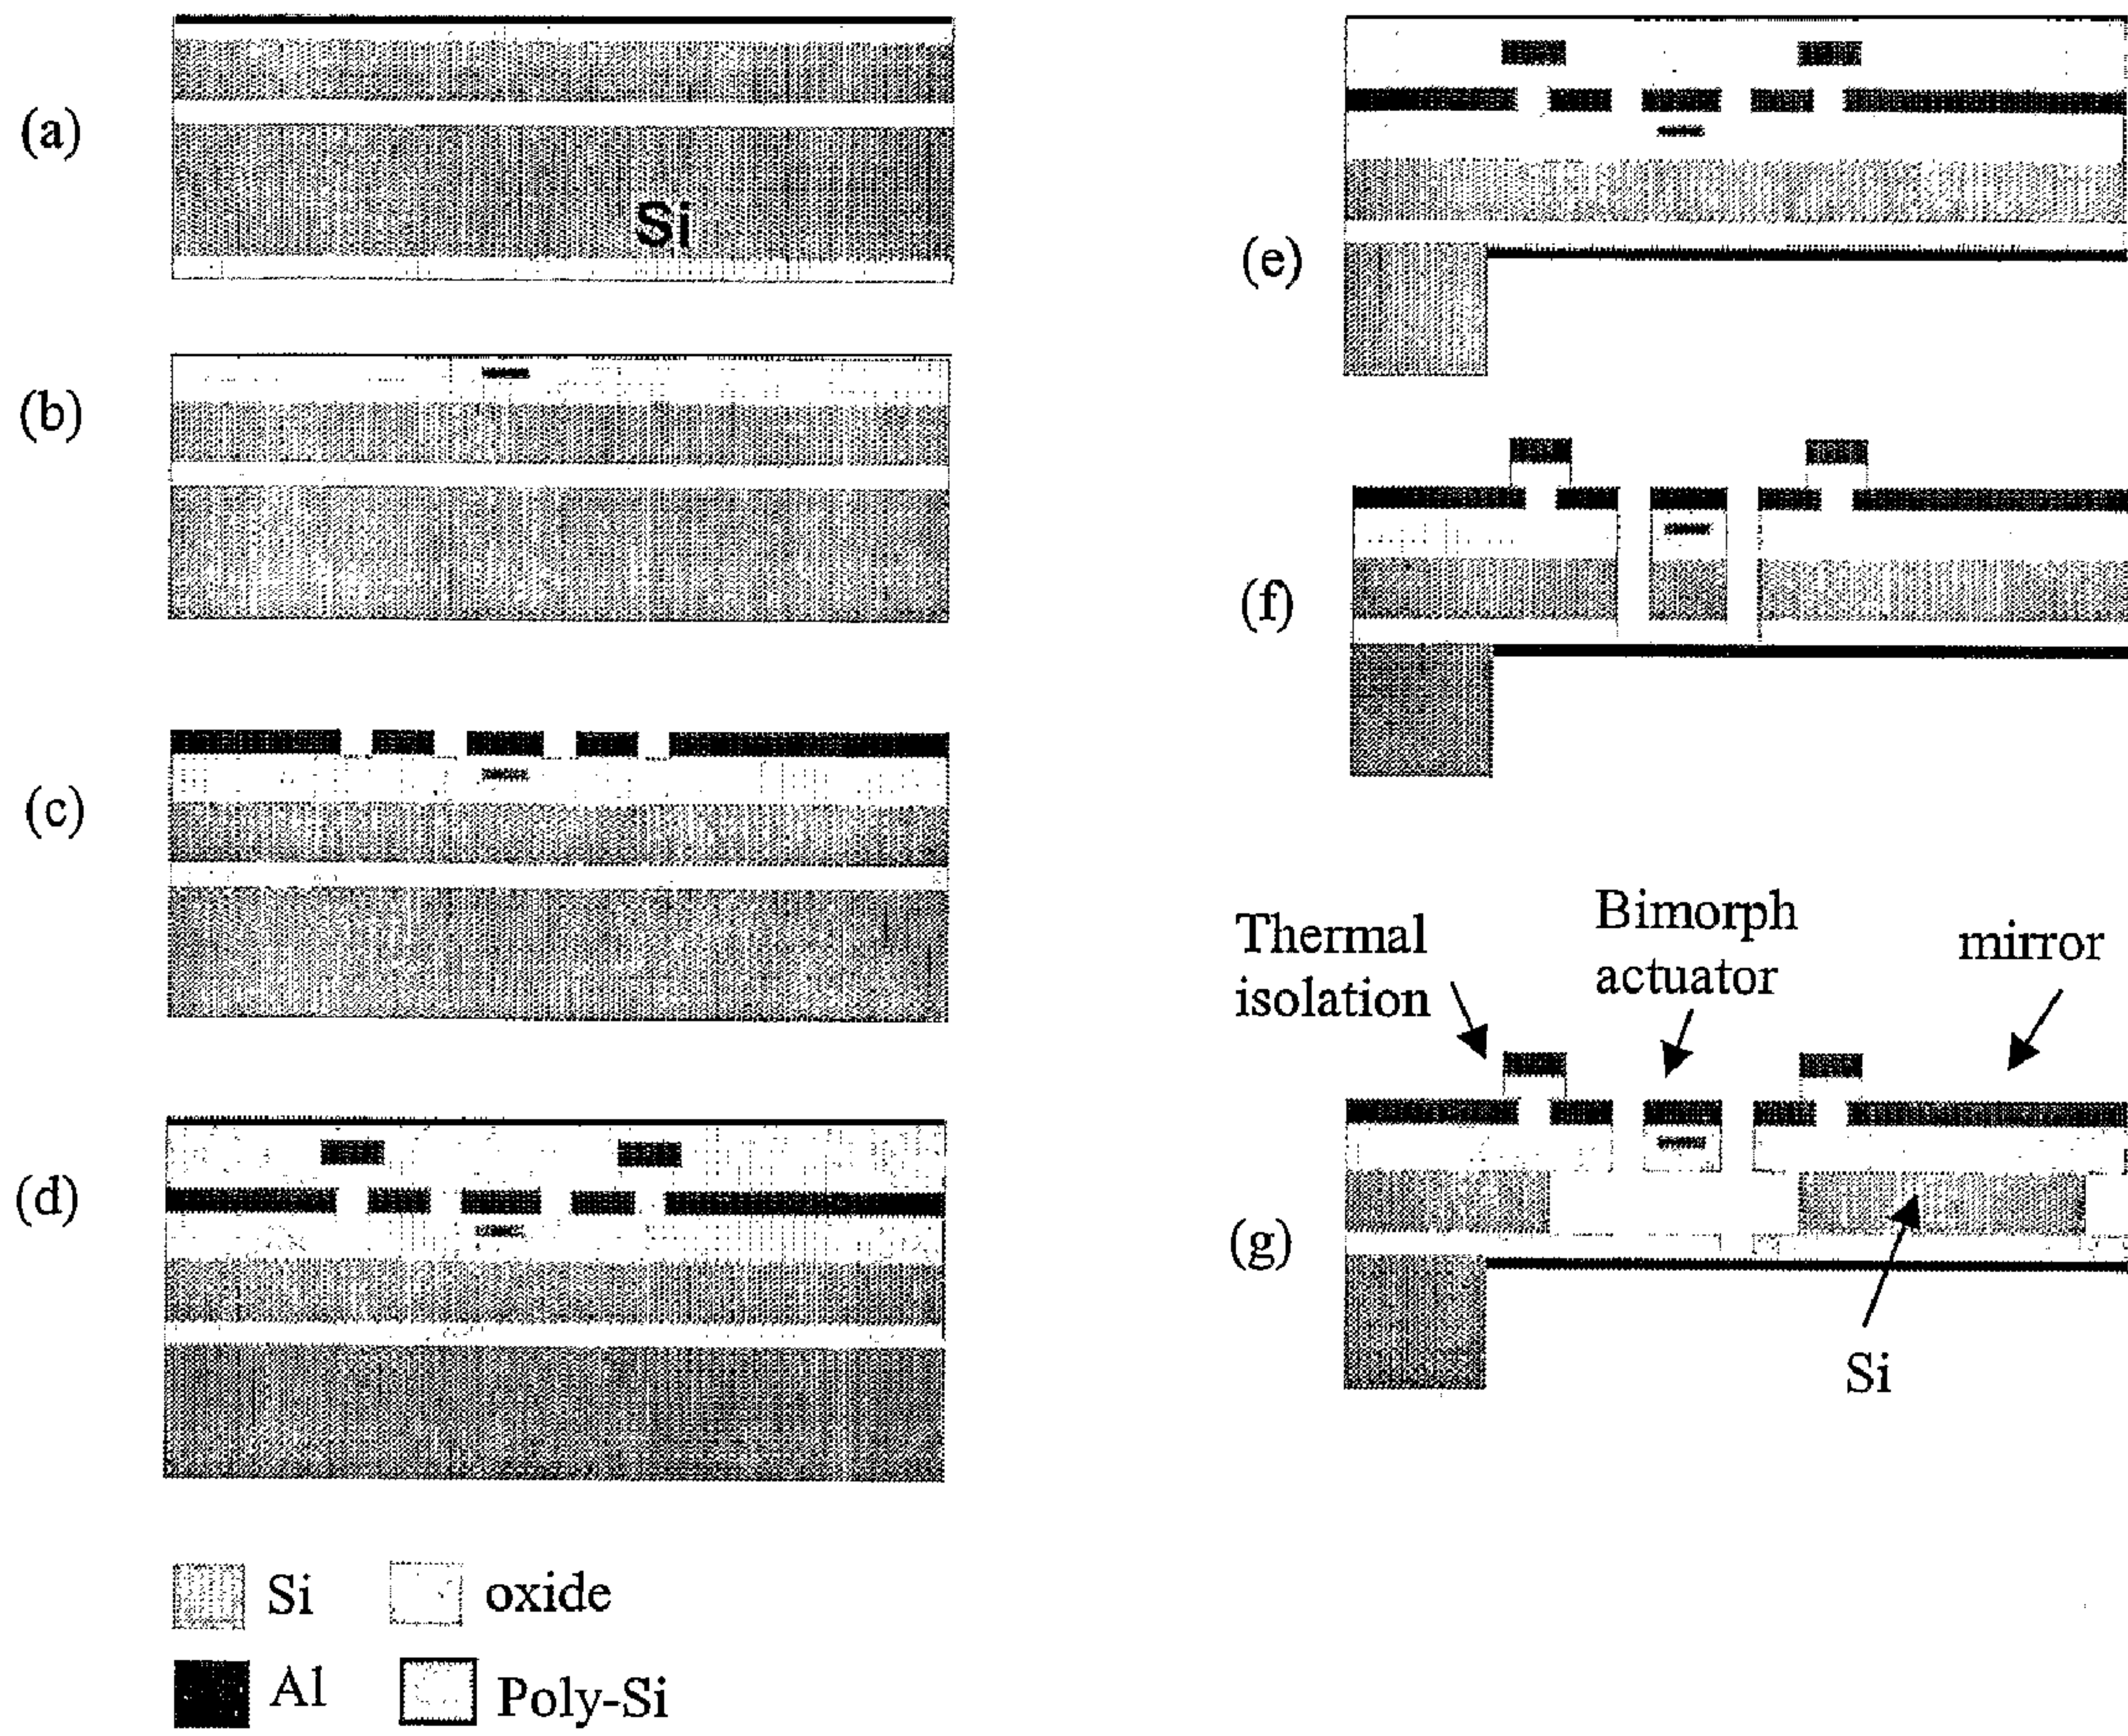 (a)
Si
(b)
(c)
(d)
Si
oxide
Al
Poly-Si
(e)
(f)
Thermal
isolation
Bimorph
actuator
mirror
(g)
Si